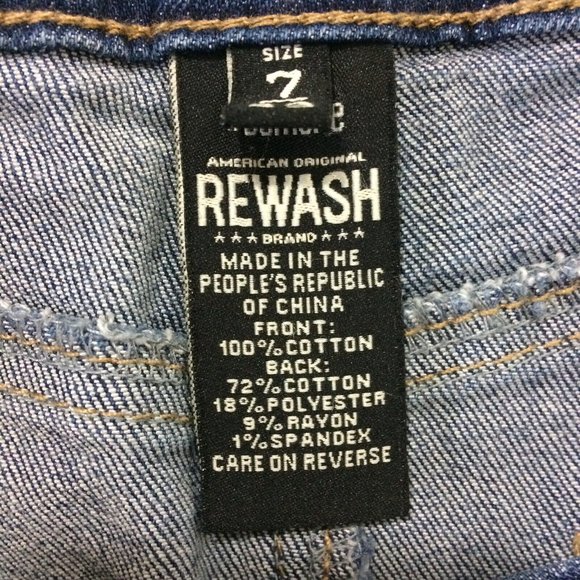 SIZE
7
AMERICAN ORIGINAL
REWASH
★★★ BRAND ★★★
MADE IN THE
PEOPLE'S REPUBLIC
OF CHINA
FRONT:
100% COTTON
BACK:
72% COTTON
18% POLYESTER
9% RAYON
1% SPANDEX
CARE ON REVERSE